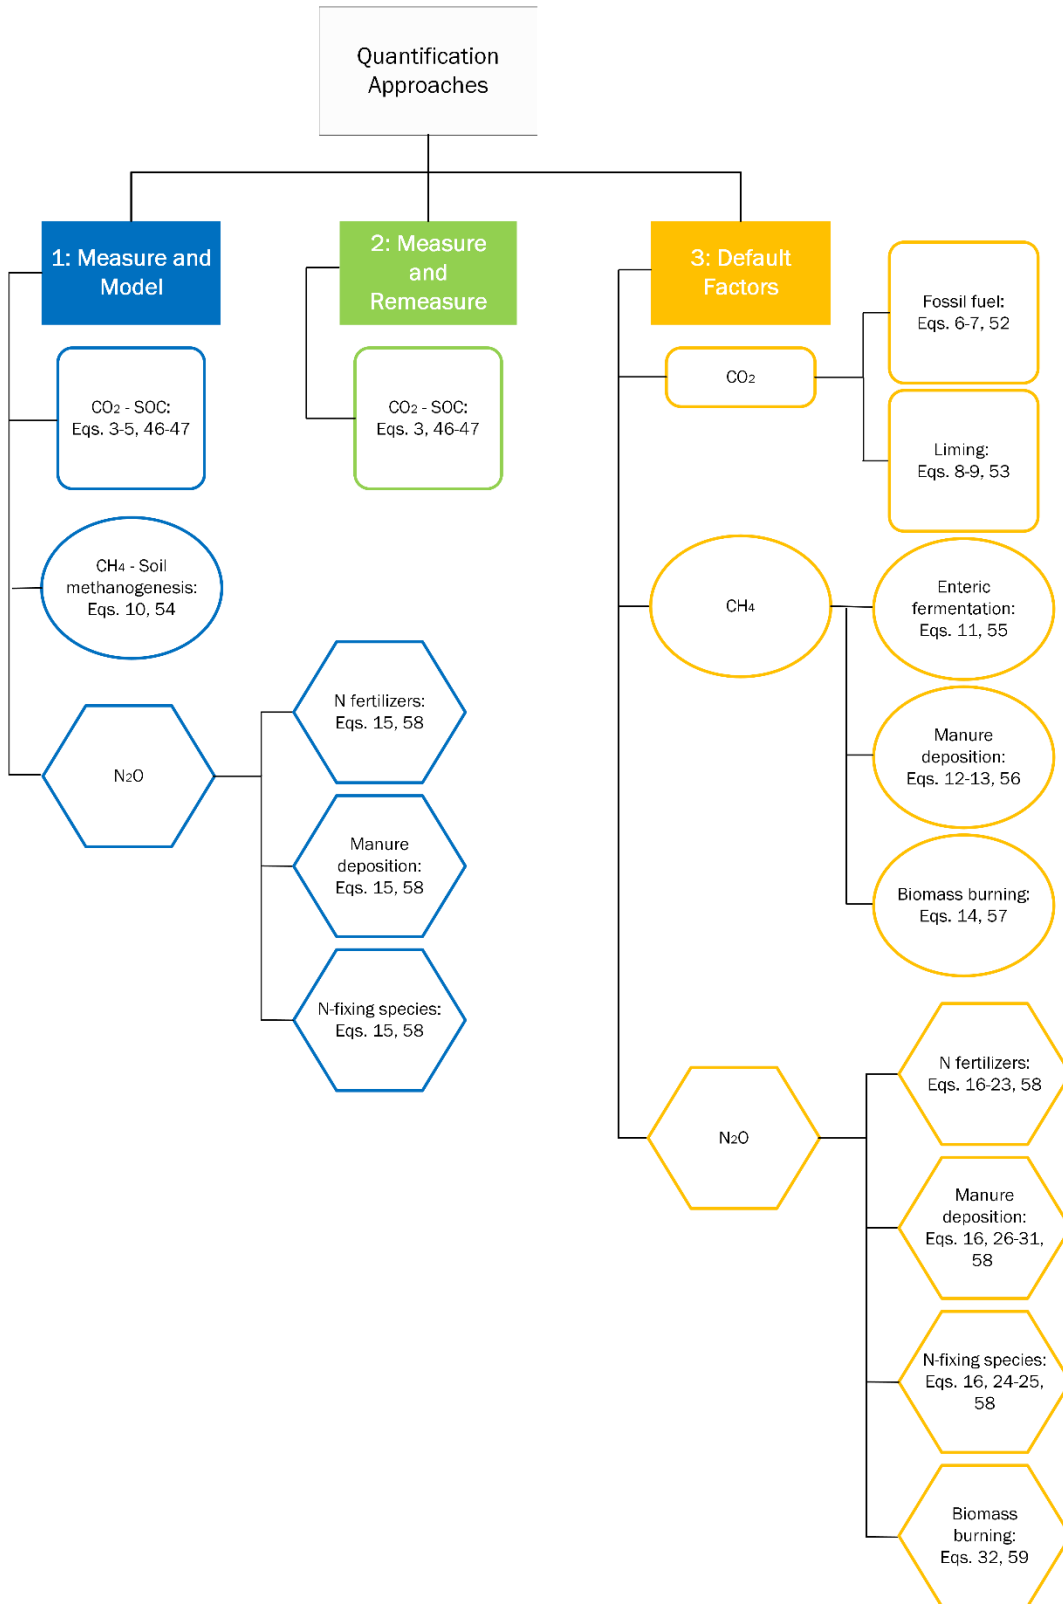 Quantification
Approaches
1: Measure and
Model
CO₂ - SOC:
Eqs. 3-5, 46-47
CH₄ - Soil
methanogenesis:
Eqs. 10, 54
N₂O
N fertilizers:
Eqs. 15, 58
Manure
deposition:
Eqs. 15, 58
N-fixing species:
Eqs. 15, 58
2: Measure
and
Remeasure
CO₂ - SOC:
Eqs. 3, 46-47
3: Default
Factors
CO₂
Fossil fuel:
Eqs. 6-7, 52
Liming:
Eqs. 8-9, 53
CH₄
Enteric
fermentation:
Eqs. 11, 55
Manure
deposition:
Eqs. 12-13, 56
Biomass burning:
Eqs. 14, 57
N₂O
N fertilizers:
Eqs. 16-23, 58
Manure
deposition:
Eqs. 16, 26-31,
58
N-fixing species:
Eqs. 16, 24-25,
58
Biomass
burning:
Eqs. 32, 59